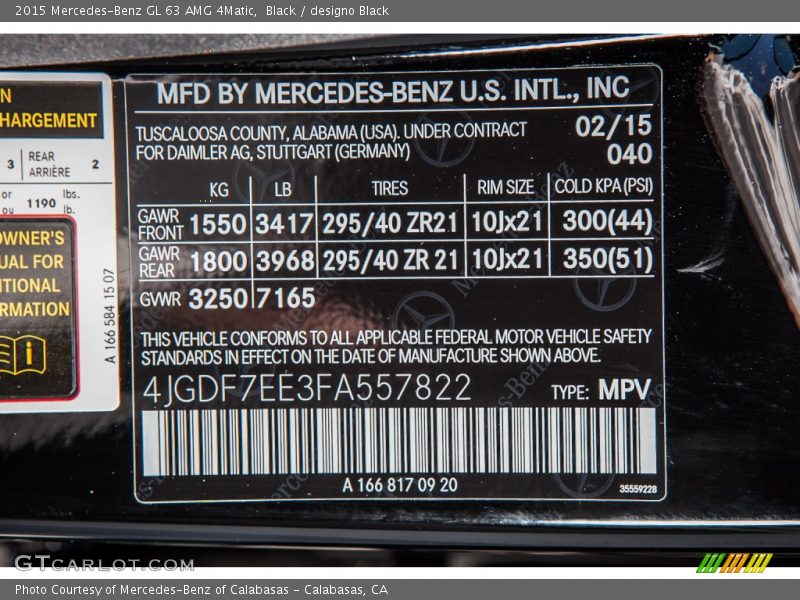 2015 Mercedes-Benz GL 63 AMG 4Matic, Black / designo Black
N
HARGEMENT
3 REAR ARRIÈRE 2
or ou 1190 lbs. lb.
OWNER'S
UAL FOR
ITIONAL
RMATION
i
A 166 584 15 07
MFD BY MERCEDES-BENZ U.S. INTL., INC
TUSCALOOSA COUNTY, ALABAMA (USA). UNDER CONTRACT 02/15
FOR DAIMLER AG, STUTTGART (GERMANY) 040
KG LB TIRES RIM SIZE COLD KPA (PSI)
GAWR FRONT 1550 3417 295/40 ZR21 10Jx21 300(44)
GAWR REAR 1800 3968 295/40 ZR 21 10Jx21 350(51)
GVWR 3250 7165
THIS VEHICLE CONFORMS TO ALL APPLICABLE FEDERAL MOTOR VEHICLE SAFETY
STANDARDS IN EFFECT ON THE DATE OF MANUFACTURE SHOWN ABOVE.
4JGDF7EE3FA557822 TYPE: MPV
A 166 817 09 20 35559228
GTCARLOT.COM
Photo Courtesy of Mercedes-Benz of Calabasas - Calabasas, CA